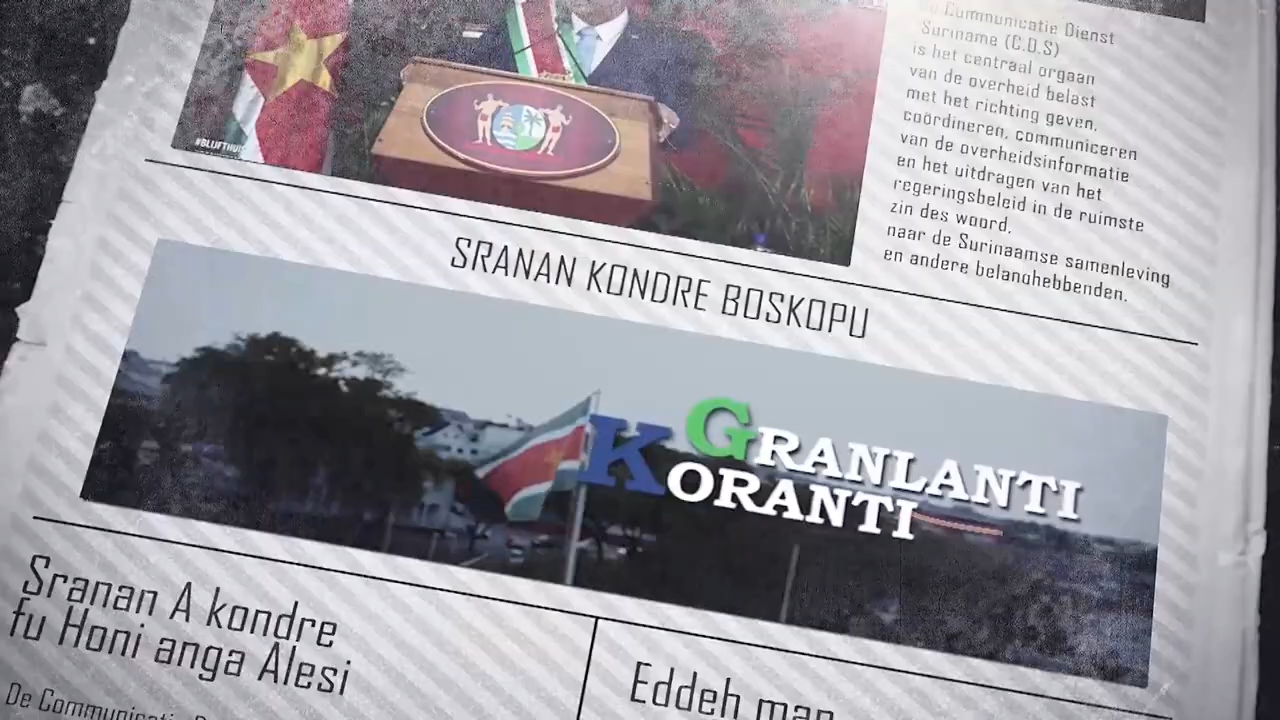 #BLUFTHUIS
Communicatie Dienst
Suriname (C.D.S)
is het centraal orgaan
van de overheid belast
met het richting geven,
coördineren, communiceren
van de overheidsinformatie
en het uitdragen van het
regeringsbeleid in de ruimste
zin des woord,
naar de Surinaamse samenleving
en andere belanghebbenden.
SRANAN KONDRE BOSKOPU
GRANLANTI
KORANTI
Sranan A kondre
fu Honi anga Alesi
De Communicatie
Eddeh man